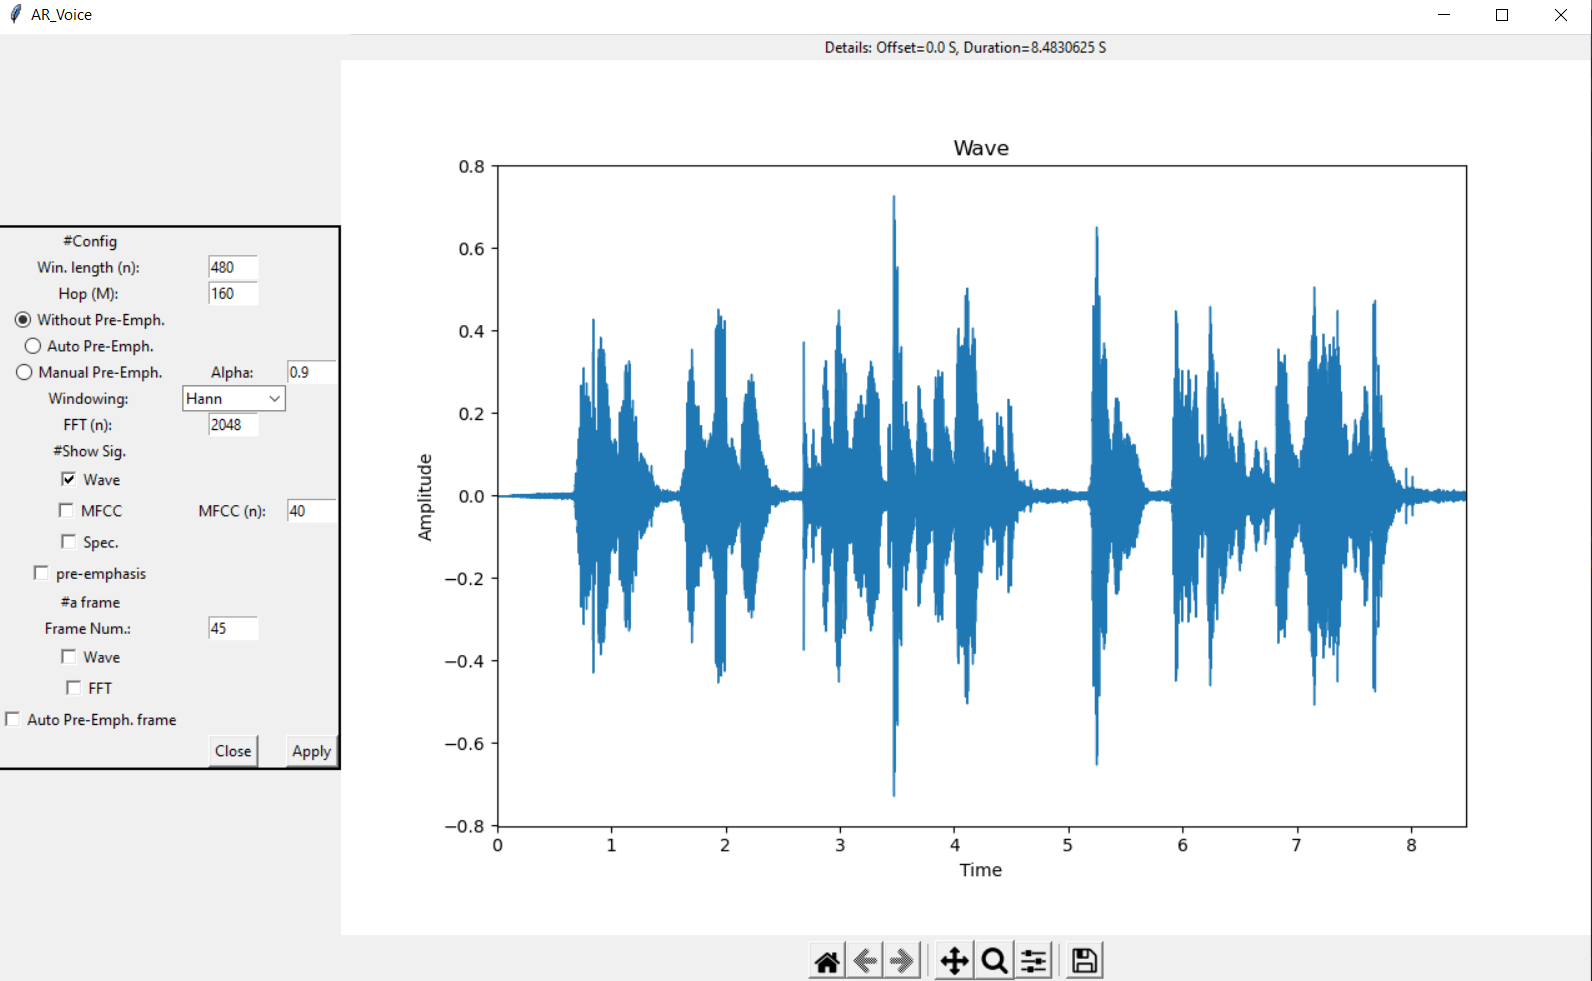 AR_Voice
Details: Offset=0.0 S, Duration=8.4830625 S
#Config
Win. length (n): 480
Hop (M): 160
Without Pre-Emph.
Auto Pre-Emph.
Manual Pre-Emph. Alpha: 0.9
Windowing: Hann
FFT (n): 2048
#Show Sig.
Wave
MFCC MFCC (n): 40
Spec.
pre-emphasis
#a frame
Frame Num.: 45
Wave
FFT
Auto Pre-Emph. frame
Close Apply
Wave
0.8
0.6
0.4
0.2
0.0
−0.2
−0.4
−0.6
−0.8
Amplitude
0 1 2 3 4 5 6 7 8
Time